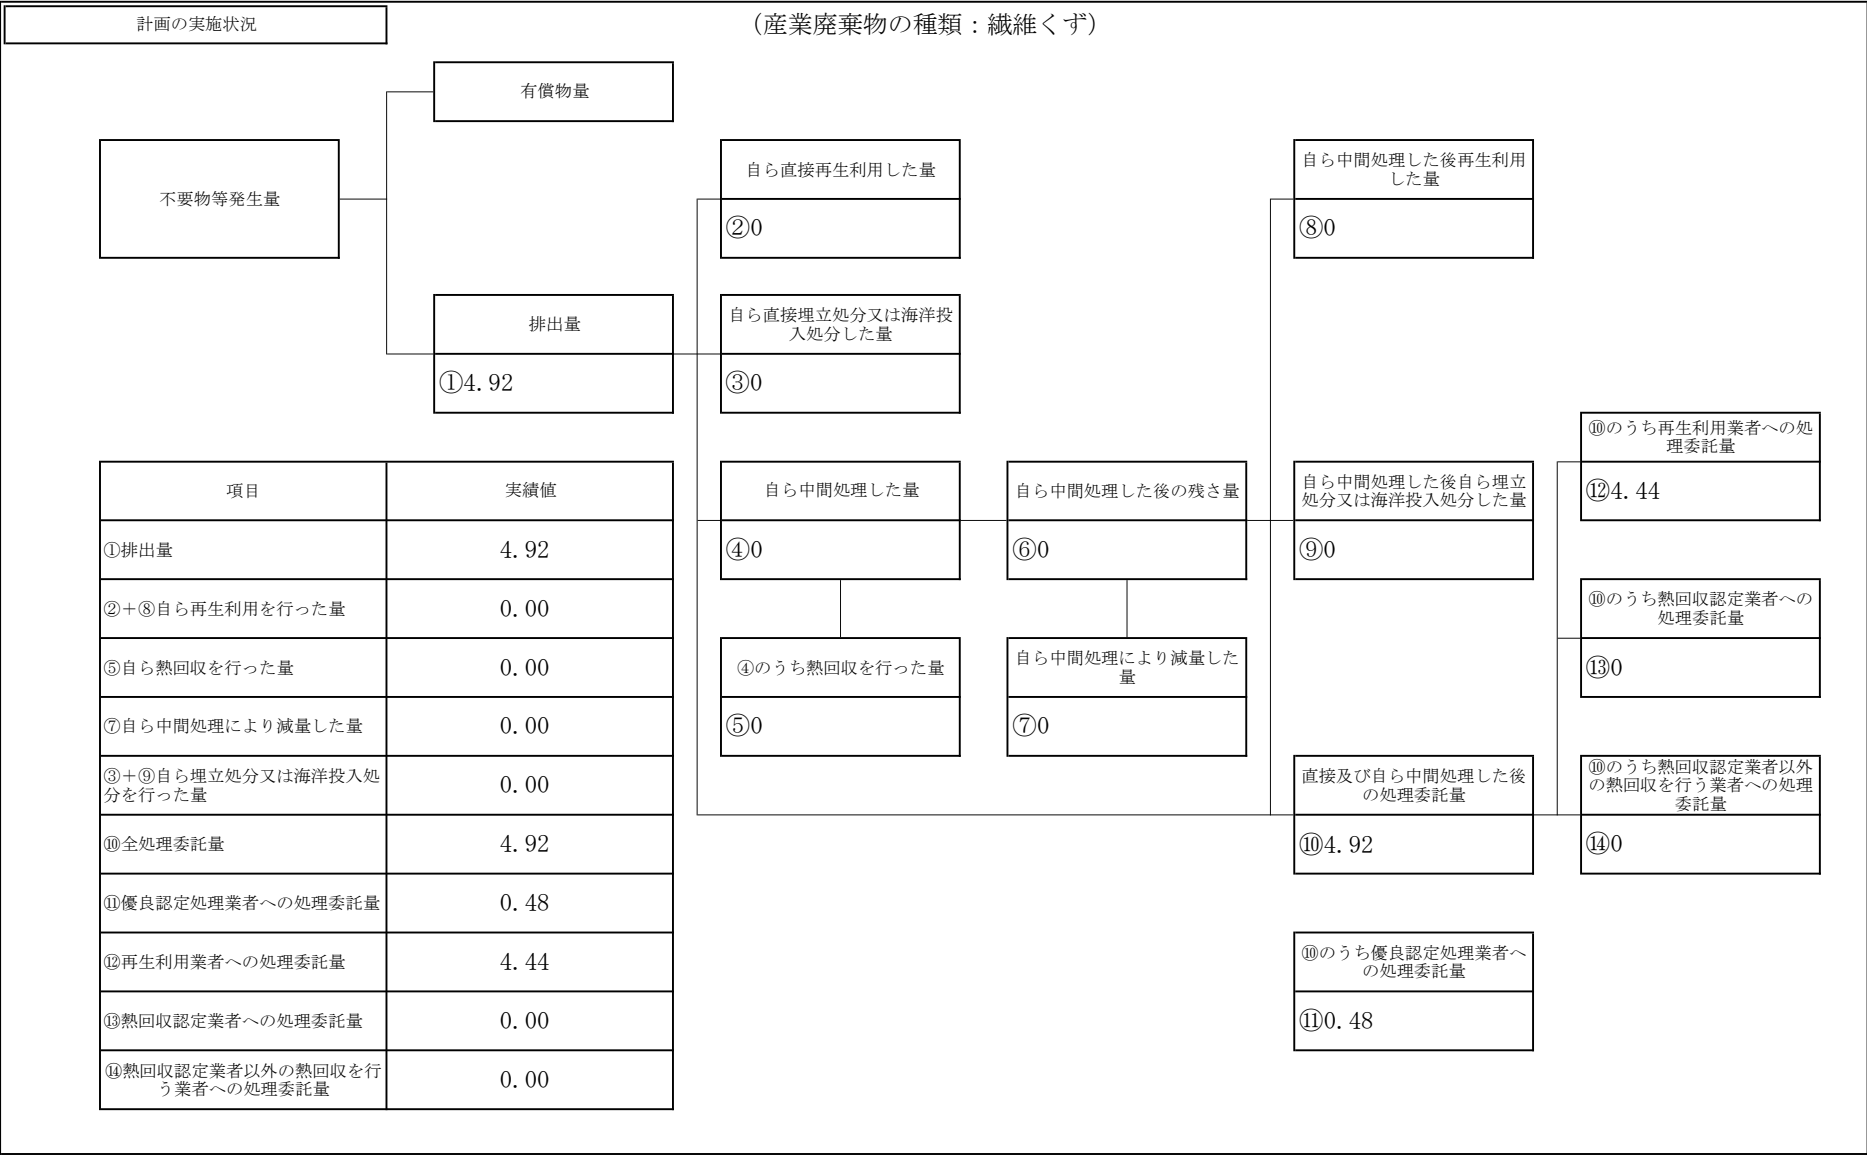 計画の実施状況
（産業廃棄物の種類：繊維くず）
有償物量
不要物等発生量
排出量
①4.92
自ら直接再生利用した量
②0
自ら直接埋立処分又は海洋投
入処分した量
③0
自ら中間処理した後再生利用
した量
⑧0
項目
実績値
①排出量
4.92
②＋⑧自ら再生利用を行った量
0.00
⑤自ら熱回収を行った量
0.00
⑦自ら中間処理により減量した量
0.00
③＋⑨自ら埋立処分又は海洋投入処
分を行った量
0.00
⑩全処理委託量
4.92
⑪優良認定処理業者への処理委託量
0.48
⑫再生利用業者への処理委託量
4.44
⑬熱回収認定業者への処理委託量
0.00
⑭熱回収認定業者以外の熱回収を行
う業者への処理委託量
0.00
自ら中間処理した量
④0
④のうち熱回収を行った量
⑤0
自ら中間処理した後の残さ量
⑥0
自ら中間処理により減量した
量
⑦0
自ら中間処理した後自ら埋立
処分又は海洋投入処分した量
⑨0
直接及び自ら中間処理した後
の処理委託量
⑩4.92
⑩のうち優良認定処理業者へ
の処理委託量
⑪0.48
⑩のうち再生利用業者への処
理委託量
⑫4.44
⑩のうち熱回収認定業者への
処理委託量
⑬0
⑩のうち熱回収認定業者以外
の熱回収を行う業者への処理
委託量
⑭0